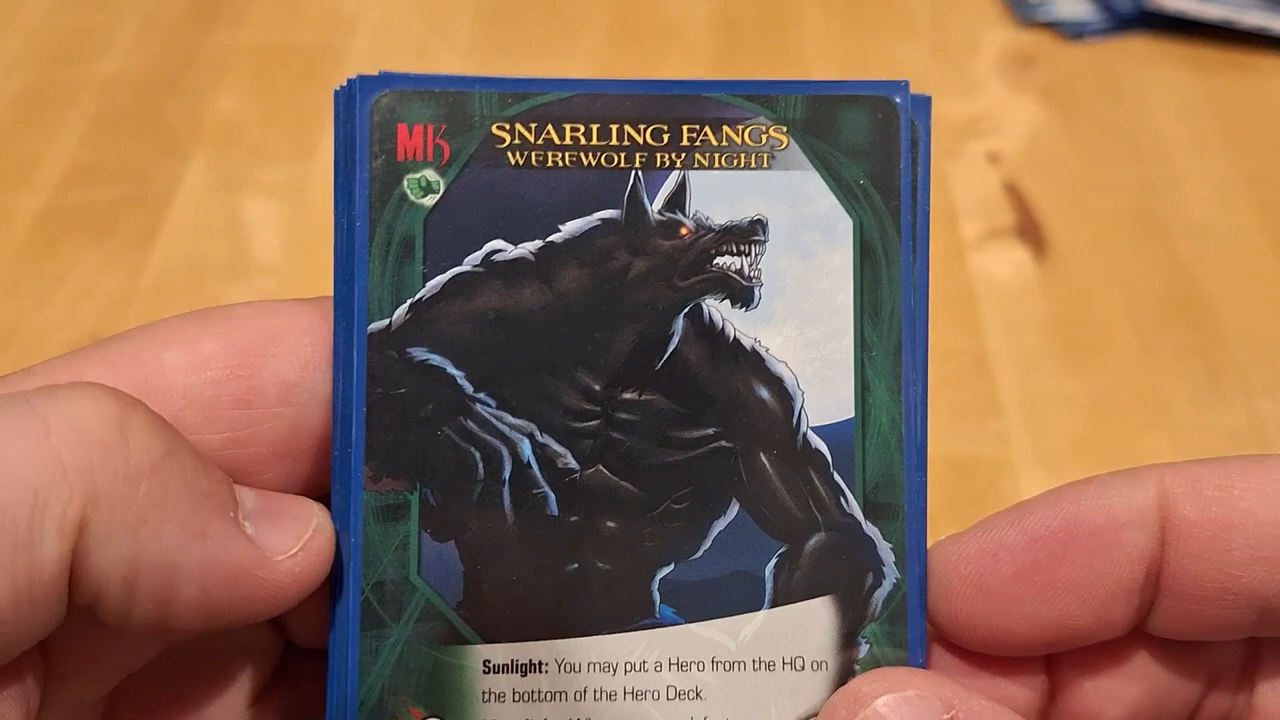 MK
SNARLING FANGS
WEREWOLF BY NIGHT
Sunlight: You may put a Hero from the HQ on
the bottom of the Hero Deck.